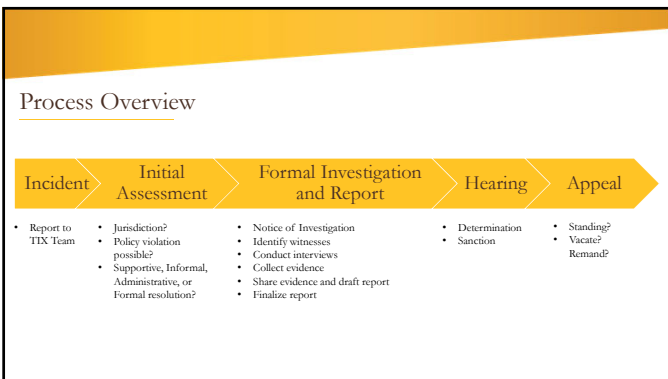 Process Overview
Incident
Initial
Assessment
Formal Investigation
and Report
Hearing
Appeal
• Report to
TIX Team
• Jurisdiction?
• Policy violation
possible?
• Supportive, Informal,
Administrative, or
Formal resolution?
• Notice of Investigation
• Identify witnesses
• Conduct interviews
• Collect evidence
• Share evidence and draft report
• Finalize report
• Determination
• Sanction
• Standing?
• Vacate?
Remand?